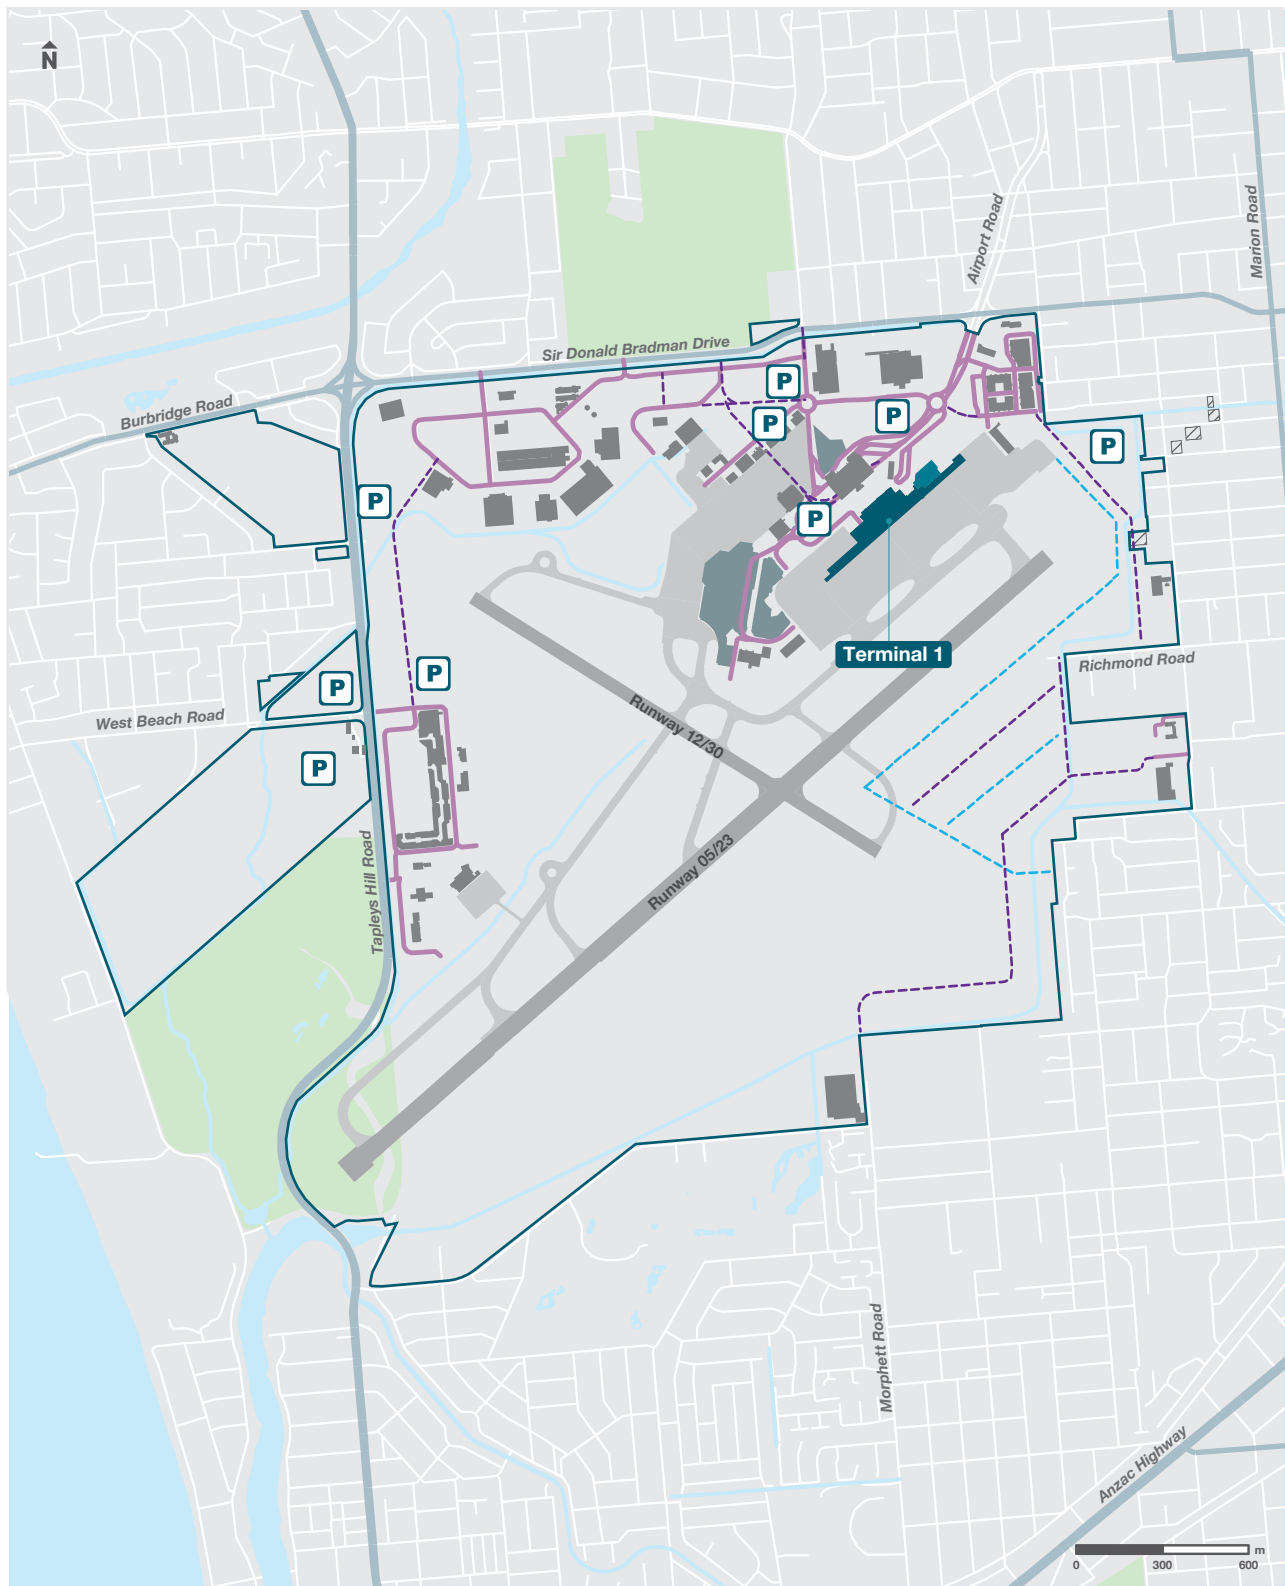 N
Airport Road
Marion Road
Sir Donald Bradman Drive
Burbridge Road
P
P
P
P
P
P
Terminal 1
Richmond Road
P
P
West Beach Road
Runway 12/30
P
Tapleys Hill Road
Runway 05/23
Morphett Road
Anzac Highway
m
0 300 600